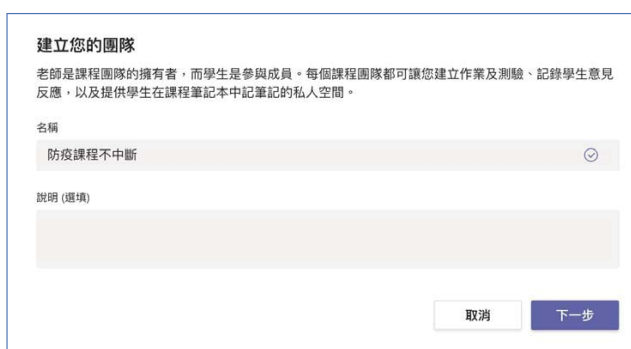 建立您的團隊
老師是課程團隊的擁有者，而學生是參與成員。每個課程團隊都可讓您建立作業及測驗、記錄學生意見
反應，以及提供學生在課程筆記本中記筆記的私人空間。
名稱
防疫課程不中斷
說明 (選填)
取消 下一步